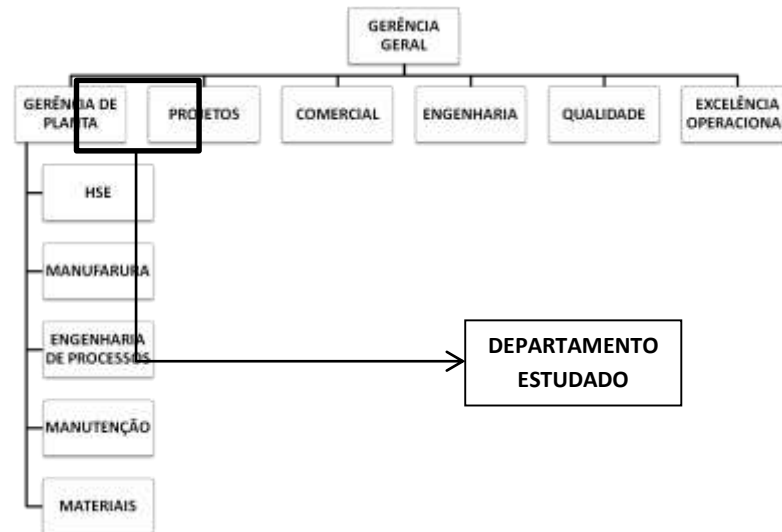 GERÊNCIA
GERAL
GERÊNCIA DE
PLANTA
PROJETOS
COMERCIAL
ENGENHARIA
QUALIDADE
EXCELÊNCIA
OPERACIONAL
HSE
MANUFARURA
ENGENHARIA
DE PROCESSOS
MANUTENÇÃO
MATERIAIS
DEPARTAMENTO
ESTUDADO